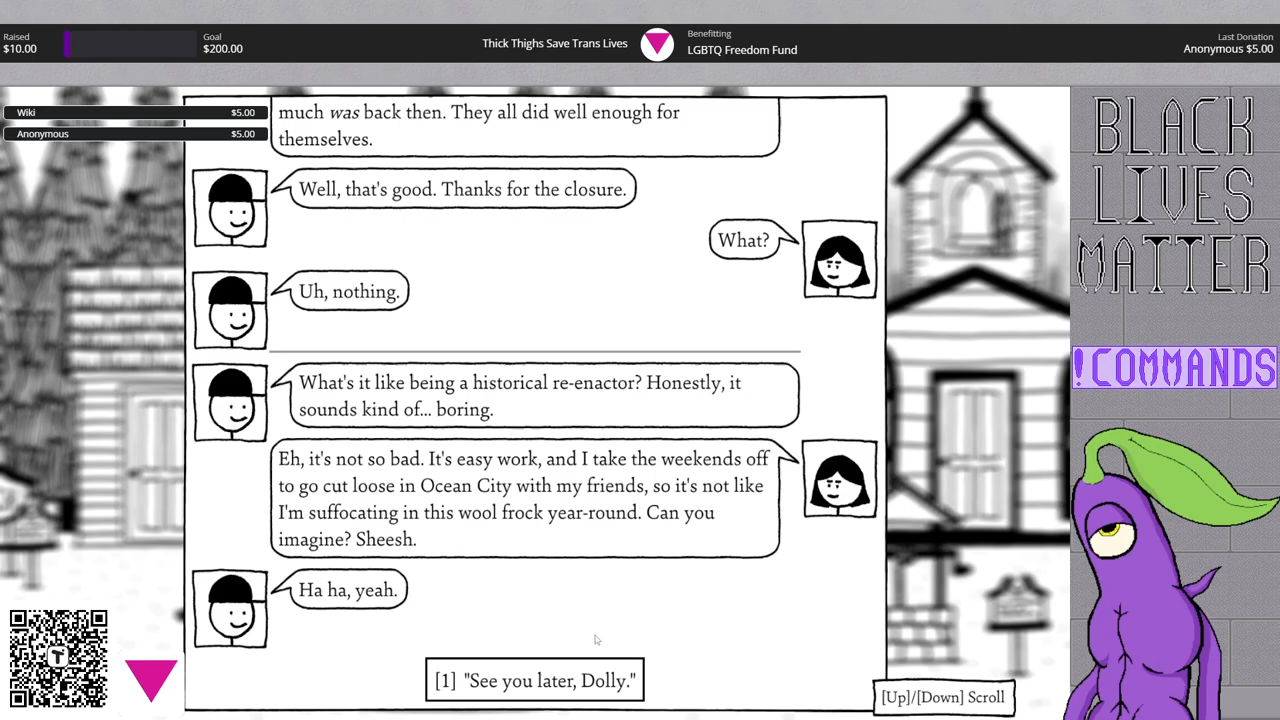 Raised
$10.00
Goal
$200.00
Thick Thighs Save Trans Lives
Benefitting
LGBTQ Freedom Fund
Last Donation
Anonymous $5.00
Wiki $5.00
Anonymous $5.00
much was back then. They all did well enough for
themselves.
Well, that's good. Thanks for the closure.
What?
Uh, nothing.
What's it like being a historical re-enactor? Honestly, it
sounds kind of... boring.
Eh, it's not so bad. It's easy work, and I take the weekends off
to go cut loose in Ocean City with my friends, so it's not like
I'm suffocating in this wool frock year-round. Can you
imagine? Sheesh.
Ha ha, yeah.
[1] "See you later, Dolly."
[Up]/[Down] Scroll
BLACK
LIVES
MATTER
!COMMANDS
T